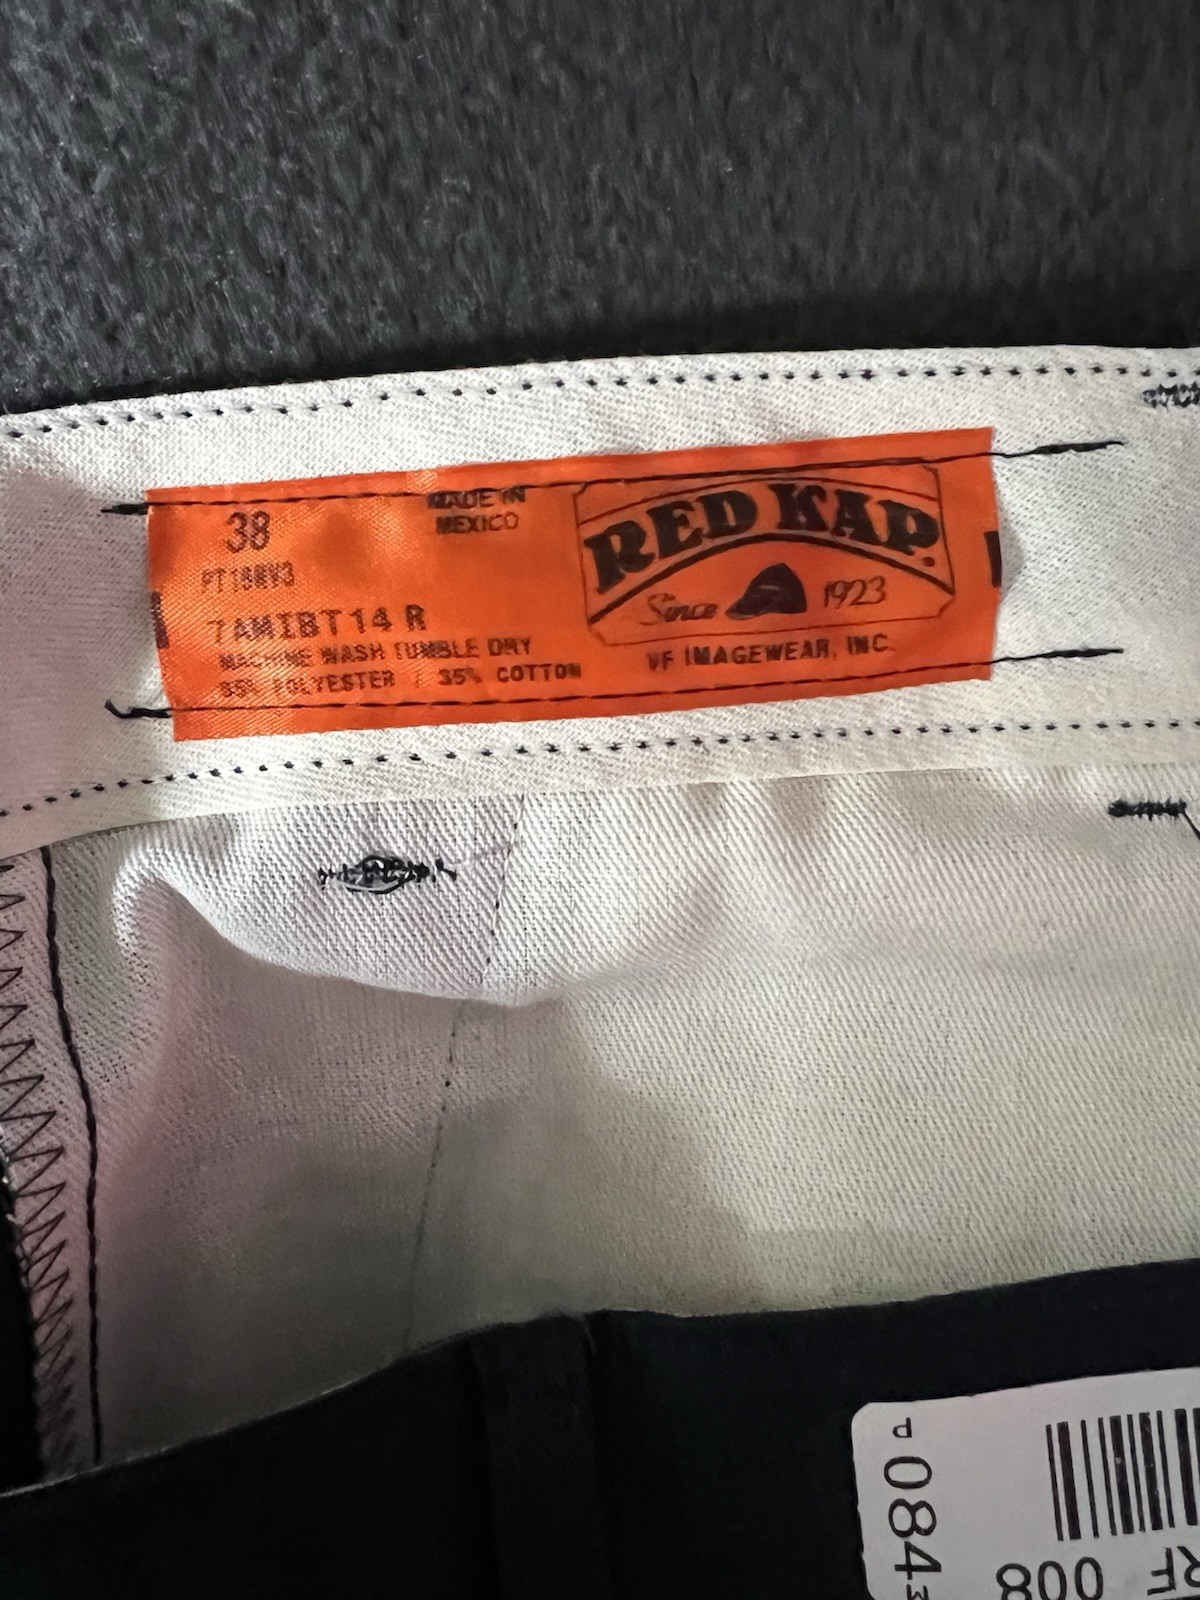 38
MADE IN
MEXICO
7AMIBT14 R
MACHINE WASH TUMBLE DRY
65% POLYESTER / 35% COTTON
RED KAP.
Since 1923
VF IMAGEWEAR, INC.
P 084
RF 008